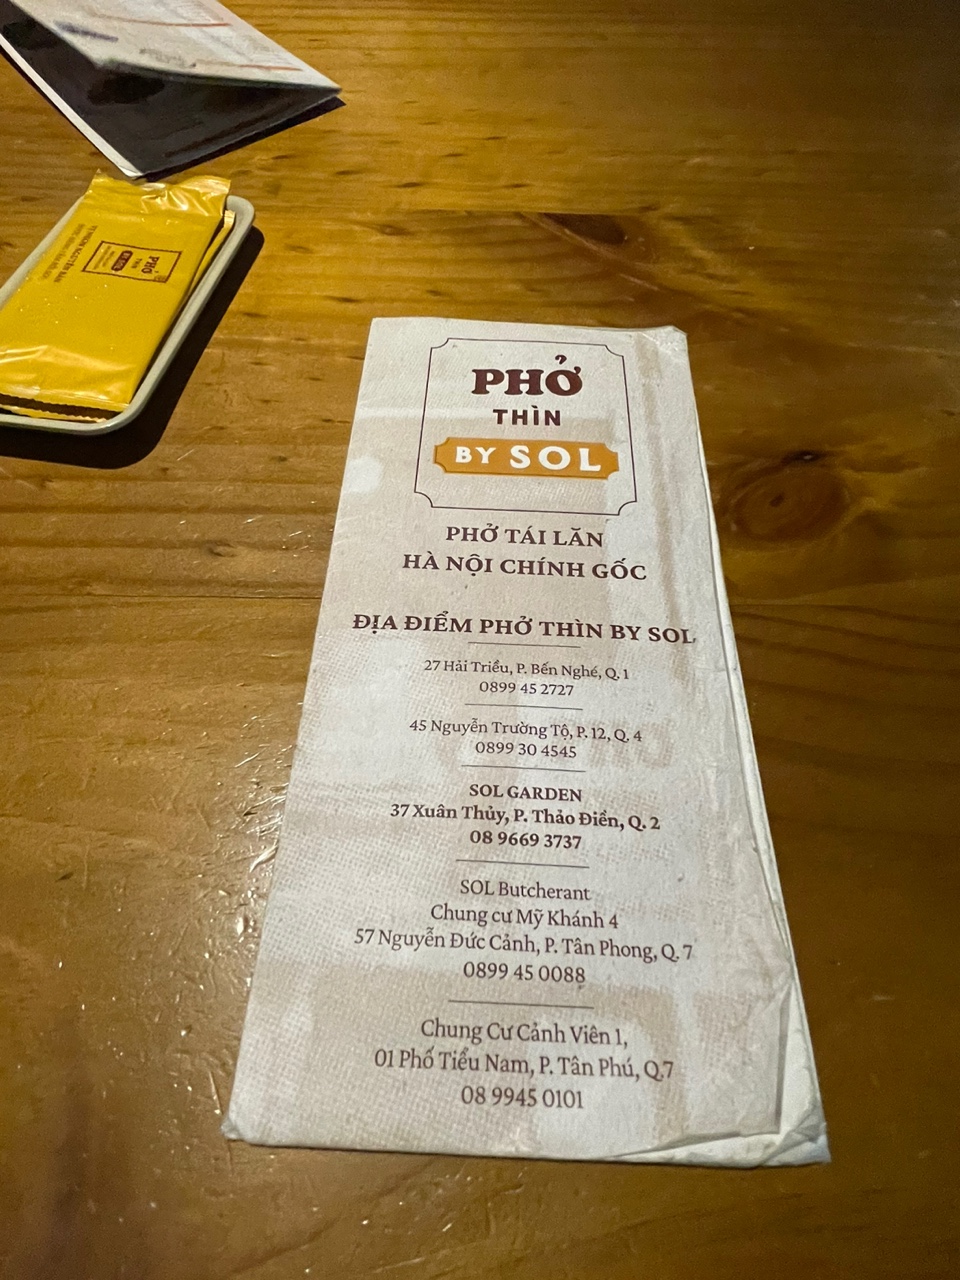 PHỞ
THÌN
BY SOL
PHỞ TÁI LĂN
HÀ NỘI CHÍNH GỐC
ĐỊA ĐIỂM PHỞ THÌN BY SOL
27 Hải Triều, P. Bến Nghé, Q. 1
0899 45 2727
45 Nguyễn Trường Tộ, P. 12, Q. 4
0899 30 4545
SOL GARDEN
37 Xuân Thủy, P. Thảo Điền, Q. 2
08 9669 3737
SOL Butcherant
Chung cư Mỹ Khánh 4
57 Nguyễn Đức Cảnh, P. Tân Phong, Q. 7
0899 45 0088
Chung Cư Cảnh Viên 1,
01 Phố Tiểu Nam, P. Tân Phú, Q.7
08 9945 0101
PHỞ
THÌN
BY SOL